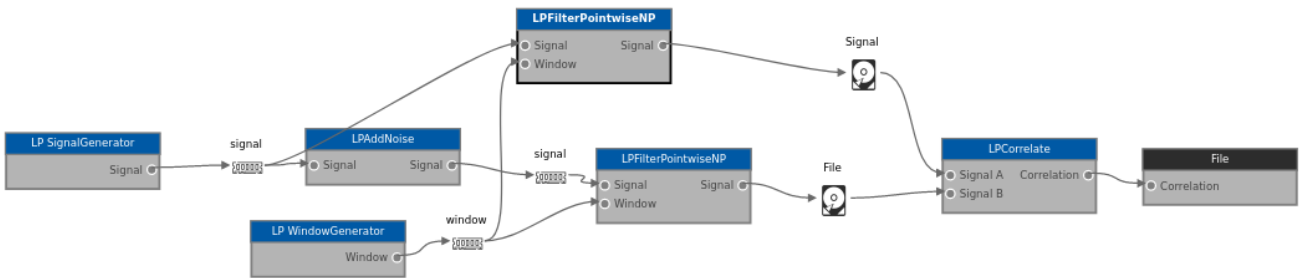 LPFilterPointwiseNP
Signal Signal
Window
Signal
LP SignalGenerator
Signal
signal
LPAddNoise
Signal Signal
signal
LPFilterPointwiseNP
Signal Signal
Window
File
LPCorrelate
Signal A Correlation
Signal B
File
Correlation
LP WindowGenerator
Window
window